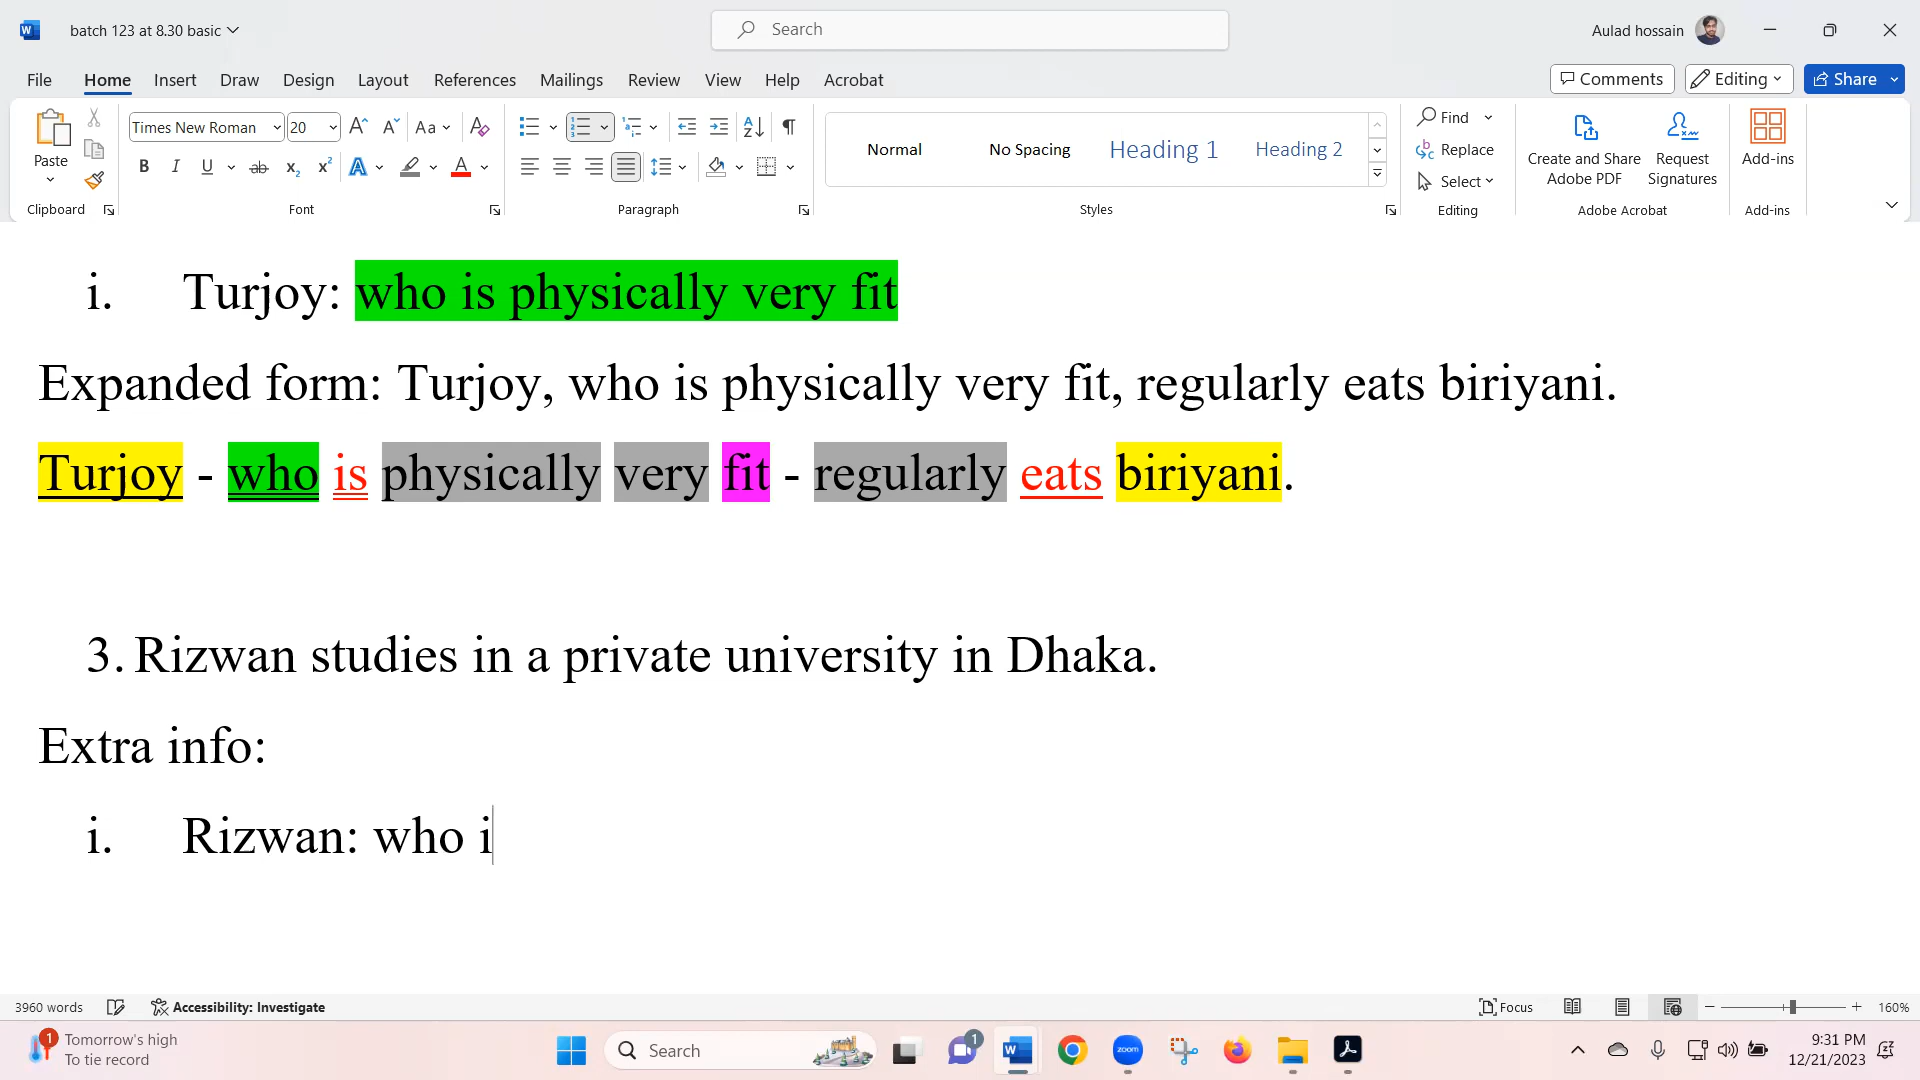 batch 123 at 8.30 basic
Search
Aulad hossain
File Home Insert Draw Design Layout References Mailings Review View Help Acrobat
Comments Editing Share
Paste
Times New Roman 20
Normal No Spacing Heading 1 Heading 2
Find
Replace
Select
Create and Share Adobe PDF
Request Signatures
Add-ins
Clipboard Font Paragraph Styles Editing Adobe Acrobat Add-ins
i. Turjoy: who is physically very fit
Expanded form: Turjoy, who is physically very fit, regularly eats biriyani.
Turjoy - who is physically very fit - regularly eats biriyani.
3. Rizwan studies in a private university in Dhaka.
Extra info:
i. Rizwan: who i
3960 words Accessibility: Investigate Focus 160%
1 Tomorrow's high
To tie record
Search
1
zoom
9:31 PM
12/21/2023